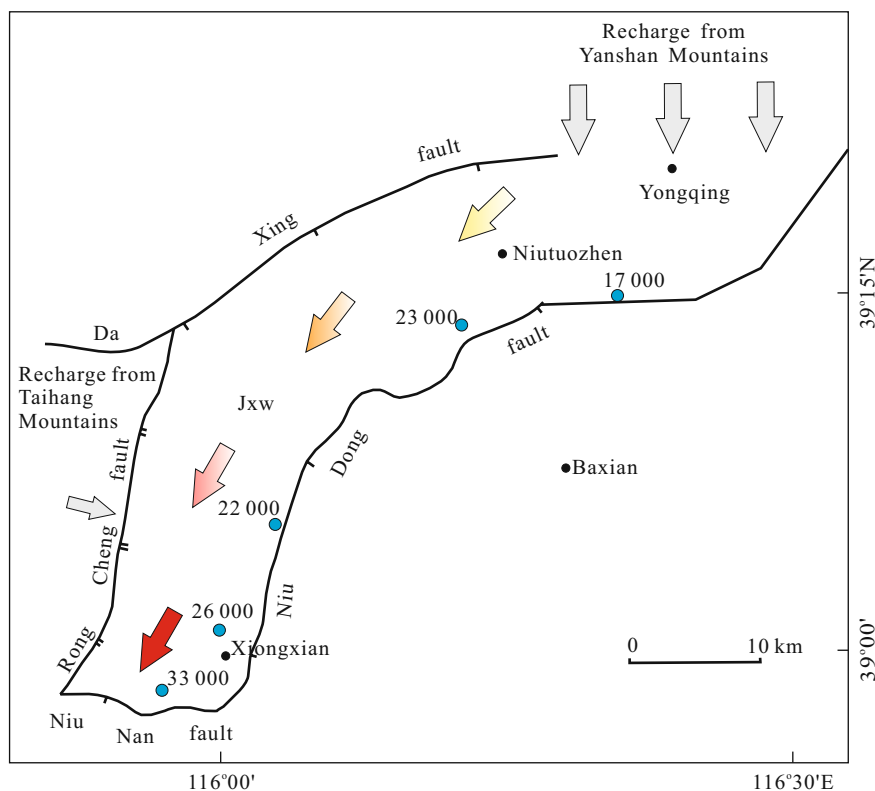 Recharge from
Yanshan Mountains
fault
Yongqing
Xing
Niutuozhen
17 000
39°15'N
23 000
fault
Da
Recharge from
Taihang
Mountains
Jxw
fault
Dong
Baxian
22 000
Cheng
Niu
26 000
Xiongxian
0 10 km
39°00'
Rong
33 000
Niu
Nan
fault
116°00'
116°30'E